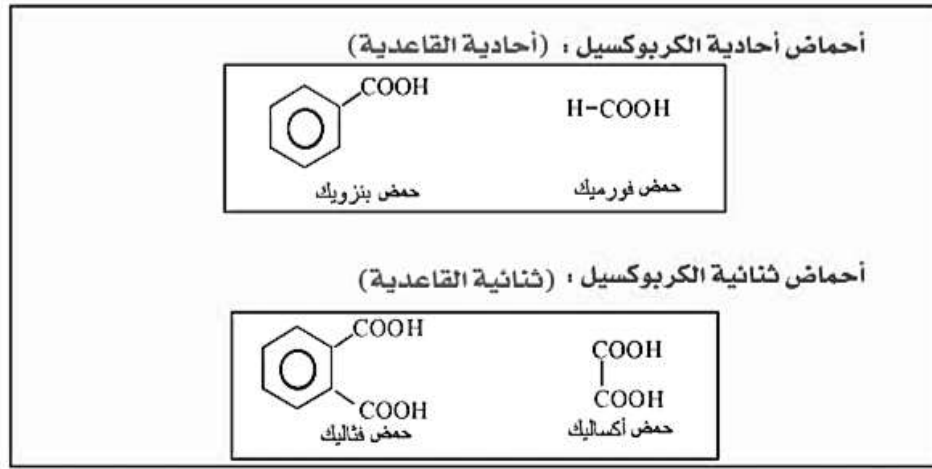 أحماض أحادية الكربوكسيل : (أحادية القاعدية)
COOH
H-COOH
حمض بنزويك
حمض فورميك
أحماض ثنائية الكربوكسيل : (ثنائية القاعدية)
COOH
COOH
COOH
COOH
حمض فثاليك
حمض أكساليك